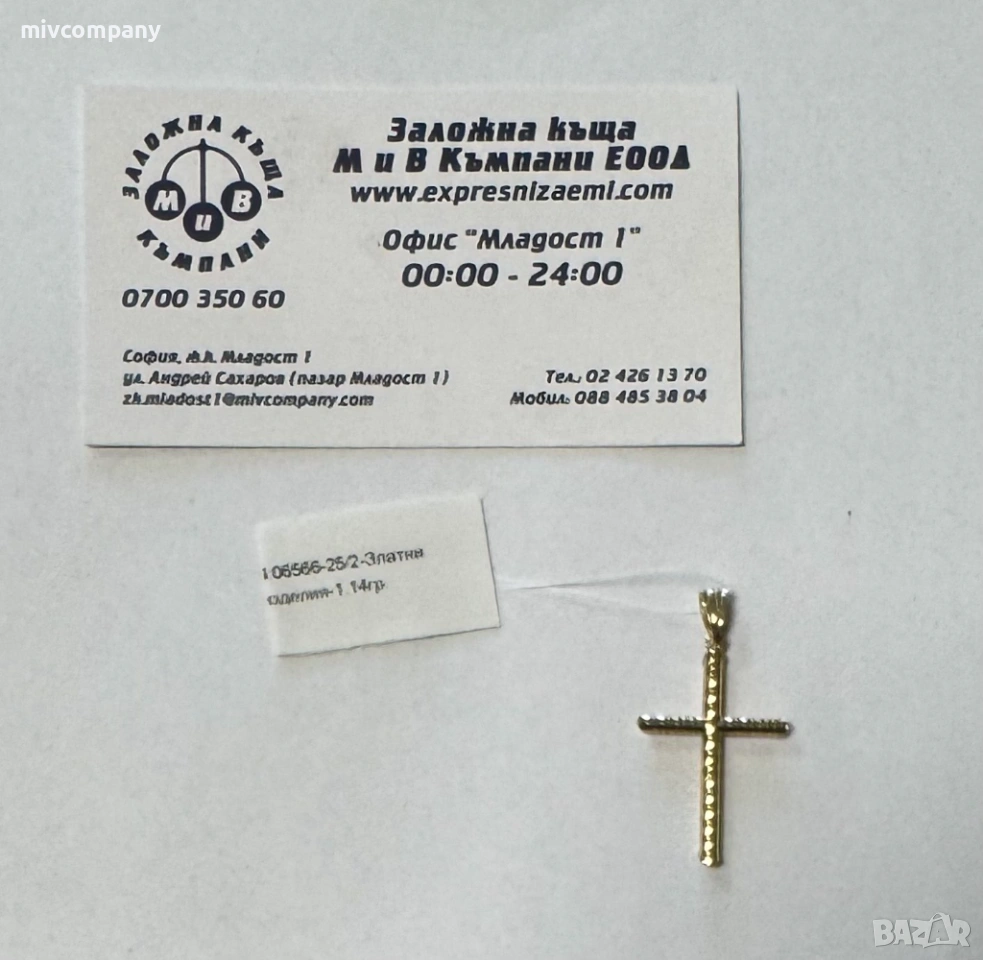 mivcompany
ЗАЛОЖНА КЪЩА
М и В
КЪМПАНИ
0700 350 60
Заложна къща
М и В Къмпани ЕООД
www.expresnizaemi.com
Офис "Младост 1"
00:00 - 24:00
София, ж.к. Младост 1
ул. Андрей Сахаров (пазар Младост 1)
zh.mladost1@mivcompany.com
Тел.: 02 426 13 70
Мобил.: 088 485 38 04
106566-25/2-Златни
изделия-1.14гр.
BAZAR